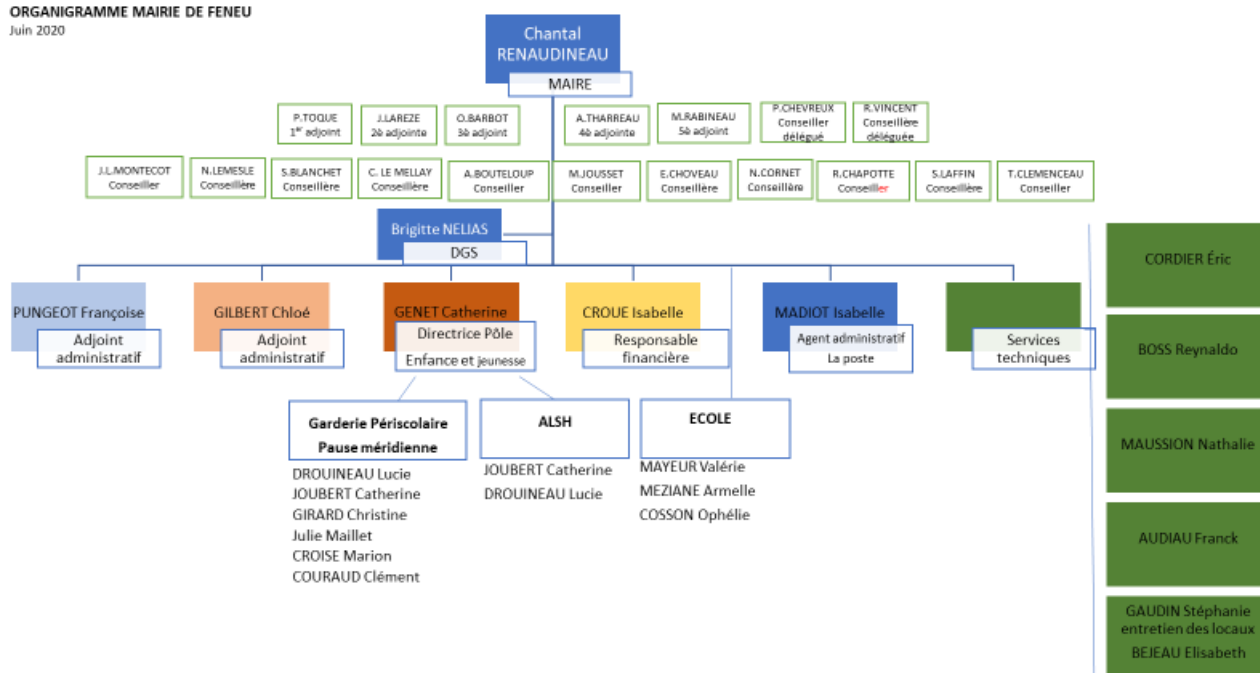 ORGANIGRAMME MAIRIE DE FENEU
Juin 2020
Chantal
RENAUDINEAU
MAIRE
P.TOQUE
1er adjoint
J.LAREZE
2è adjointe
O.BARBOT
3è adjoint
A.THARREAU
4è adjointe
M.RABINEAU
5è adjoint
P.CHEVREUX
Conseiller
délégué
R.VINCENT
Conseillère
déléguée
J.L.MONTECOT
Conseiller
N.LEMESLE
Conseillère
S.BLANCHET
Conseillère
C. LE MELLAY
Conseillère
A.BOUTELOUP
Conseiller
M.JOUSSET
Conseiller
E.CHOVEAU
Conseillère
N.CORNET
Conseillère
R.CHAPOTTE
Conseiller
S.LAFFIN
Conseillère
T.CLEMENCEAU
Conseiller
Brigitte NELIAS
DGS
PUNGEOT Françoise
Adjoint
administratif
GILBERT Chloé
Adjoint
administratif
GENET Catherine
Directrice Pôle
Enfance et jeunesse
CROUE Isabelle
Responsable
financière
MADIOT Isabelle
Agent administratif
La poste
Services
techniques
Garderie Périscolaire
Pause méridienne
DROUINEAU Lucie
JOUBERT Catherine
GIRARD Christine
Julie Maillet
CROISE Marion
COURAUD Clément
ALSH
JOUBERT Catherine
DROUINEAU Lucie
ECOLE
MAYEUR Valérie
MEZIANE Armelle
COSSON Ophélie
CORDIER Éric
BOSS Reynaldo
MAUSSION Nathalie
AUDIAU Franck
GAUDIN Stéphanie
entretien des locaux
BEJEAU Elisabeth